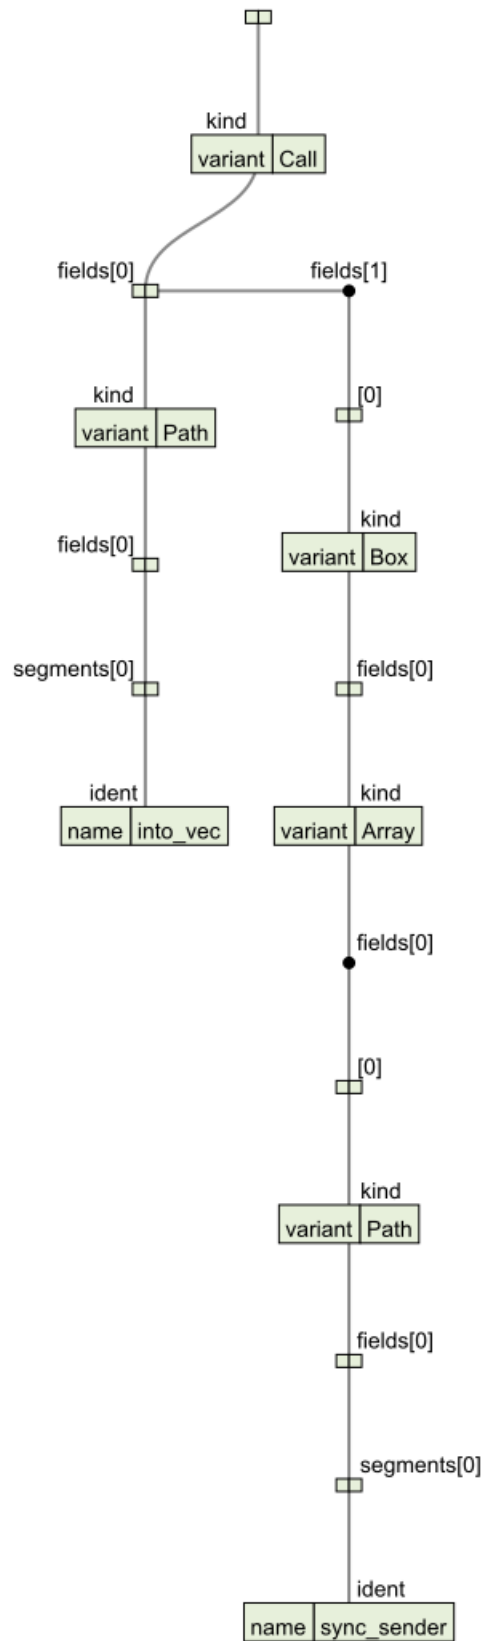 kind
variant Call
fields[0] fields[1]
kind [0]
variant Path
kind
fields[0] variant Box
segments[0] fields[0]
ident kind
name into_vec variant Array
fields[0]
[0]
kind
variant Path
fields[0]
segments[0]
ident
name sync_sender